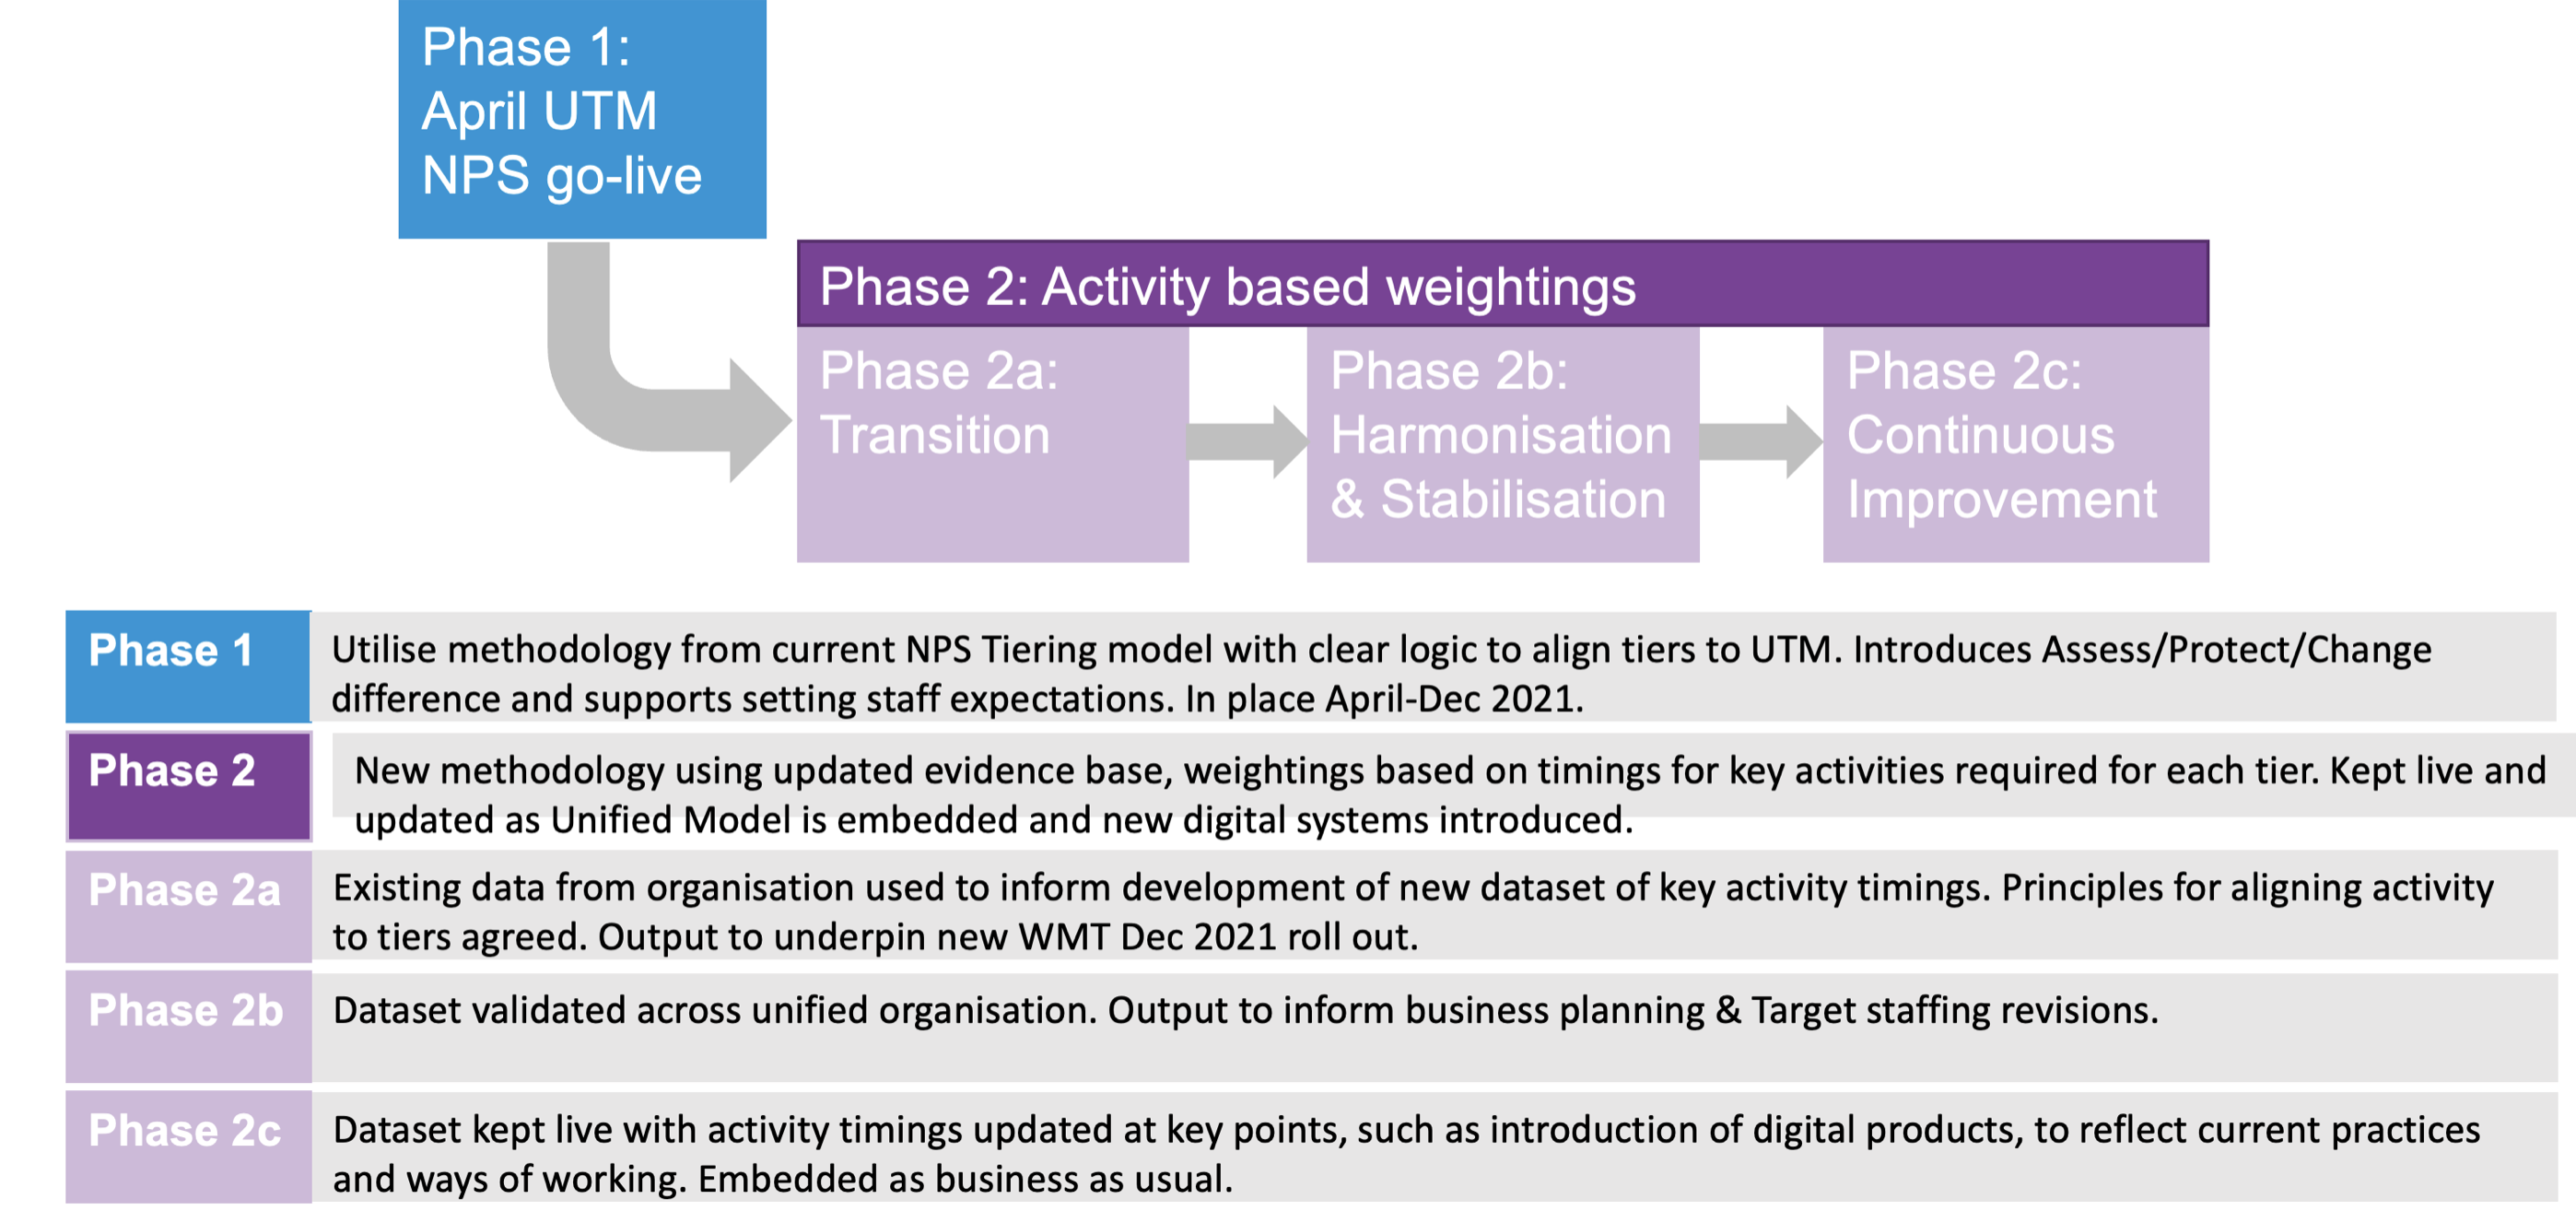 Phase 1:
April UTM
NPS go-live
Phase 2: Activity based weightings
Phase 2a:
Transition
Phase 2b:
Harmonisation
& Stabilisation
Phase 2c:
Continuous
Improvement
Phase 1
Utilise methodology from current NPS Tiering model with clear logic to align tiers to UTM. Introduces Assess/Protect/Change
difference and supports setting staff expectations. In place April-Dec 2021.
Phase 2
New methodology using updated evidence base, weightings based on timings for key activities required for each tier. Kept live and
updated as Unified Model is embedded and new digital systems introduced.
Phase 2a
Existing data from organisation used to inform development of new dataset of key activity timings. Principles for aligning activity
to tiers agreed. Output to underpin new WMT Dec 2021 roll out.
Phase 2b
Dataset validated across unified organisation. Output to inform business planning & Target staffing revisions.
Phase 2c
Dataset kept live with activity timings updated at key points, such as introduction of digital products, to reflect current practices
and ways of working. Embedded as business as usual.